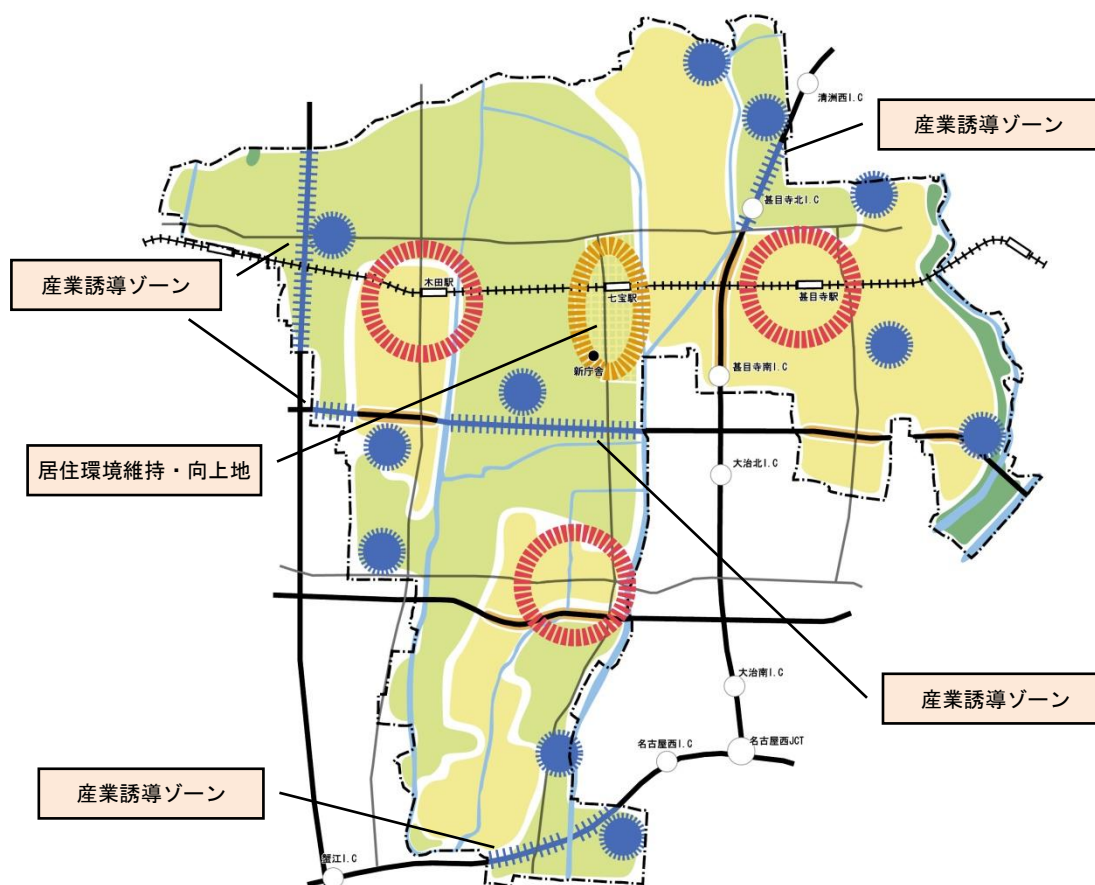 清洲西I.C
産業誘導ゾーン
甚目寺北I.C
産業誘導ゾーン
木田駅
七宝駅
甚目寺駅
新庁舎
甚目寺南I.C
居住環境維持・向上地
大治北I.C
大治南I.C
産業誘導ゾーン
名古屋西I.C
名古屋西JCT
産業誘導ゾーン
蟹江I.C